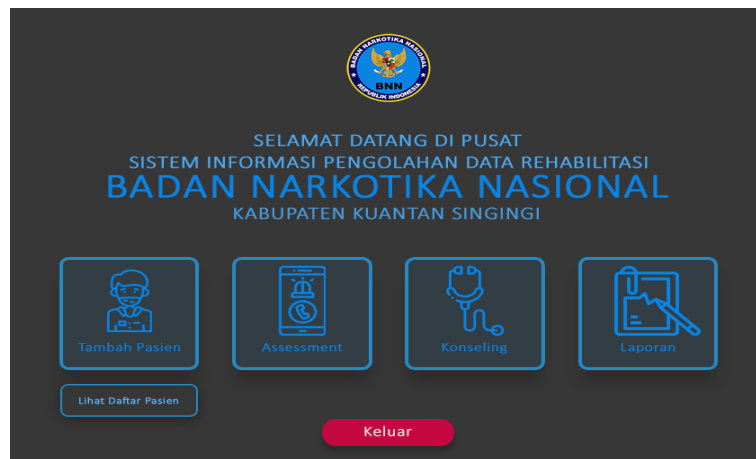 BADAN NARKOTIKA NASIONAL
BNN
REPUBLIK INDONESIA
SELAMAT DATANG DI PUSAT
SISTEM INFORMASI PENGOLAHAN DATA REHABILITASI
BADAN NARKOTIKA NASIONAL
KABUPATEN KUANTAN SINGINGI
Tambah Pasien
Assessment
Konseling
Laporan
Lihat Daftar Pasien
Keluar